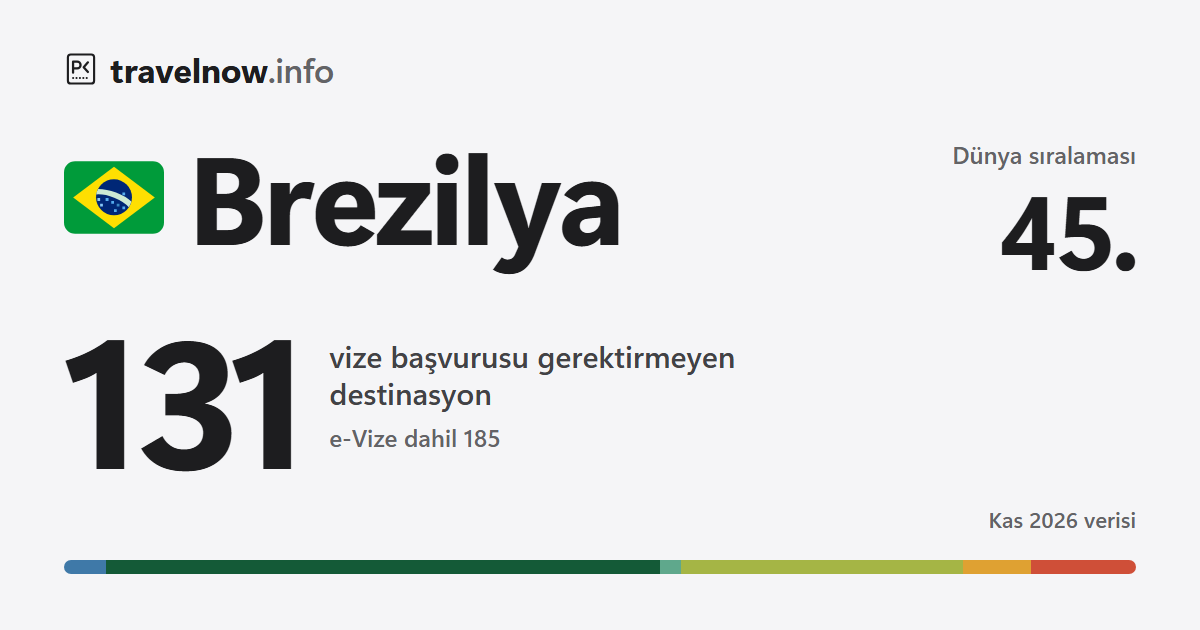 travelnow.info
Brezilya
Dünya sıralaması
45.
131
vize başvurusu gerektirmeyen
destinasyon
e-Vize dahil 185
Kas 2026 verisi